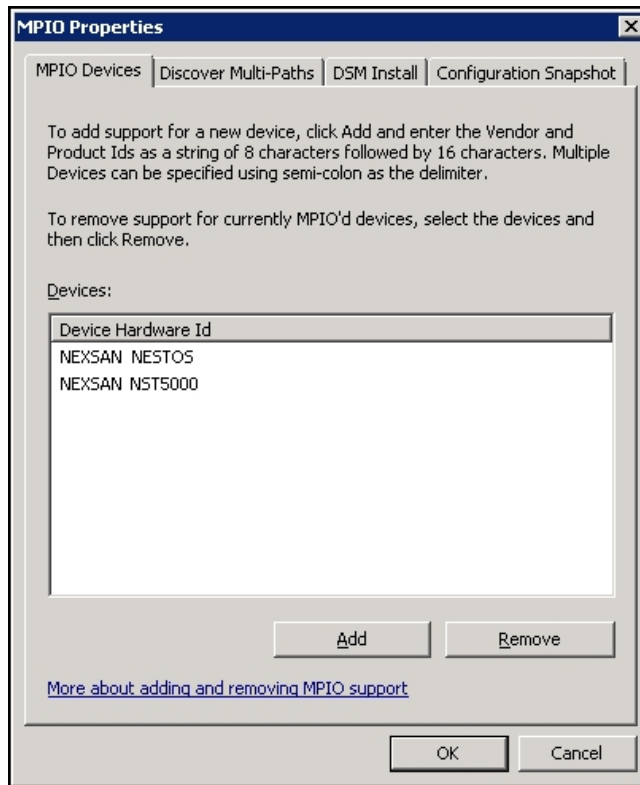 MPIO Properties
MPIO Devices Discover Multi-Paths DSM Install Configuration Snapshot
To add support for a new device, click Add and enter the Vendor and
Product Ids as a string of 8 characters followed by 16 characters. Multiple
Devices can be specified using semi-colon as the delimiter.
To remove support for currently MPIO'd devices, select the devices and
then click Remove.
Devices:
Device Hardware Id
NEXSAN NESTOS
NEXSAN NST5000
Add Remove
More about adding and removing MPIO support
OK Cancel